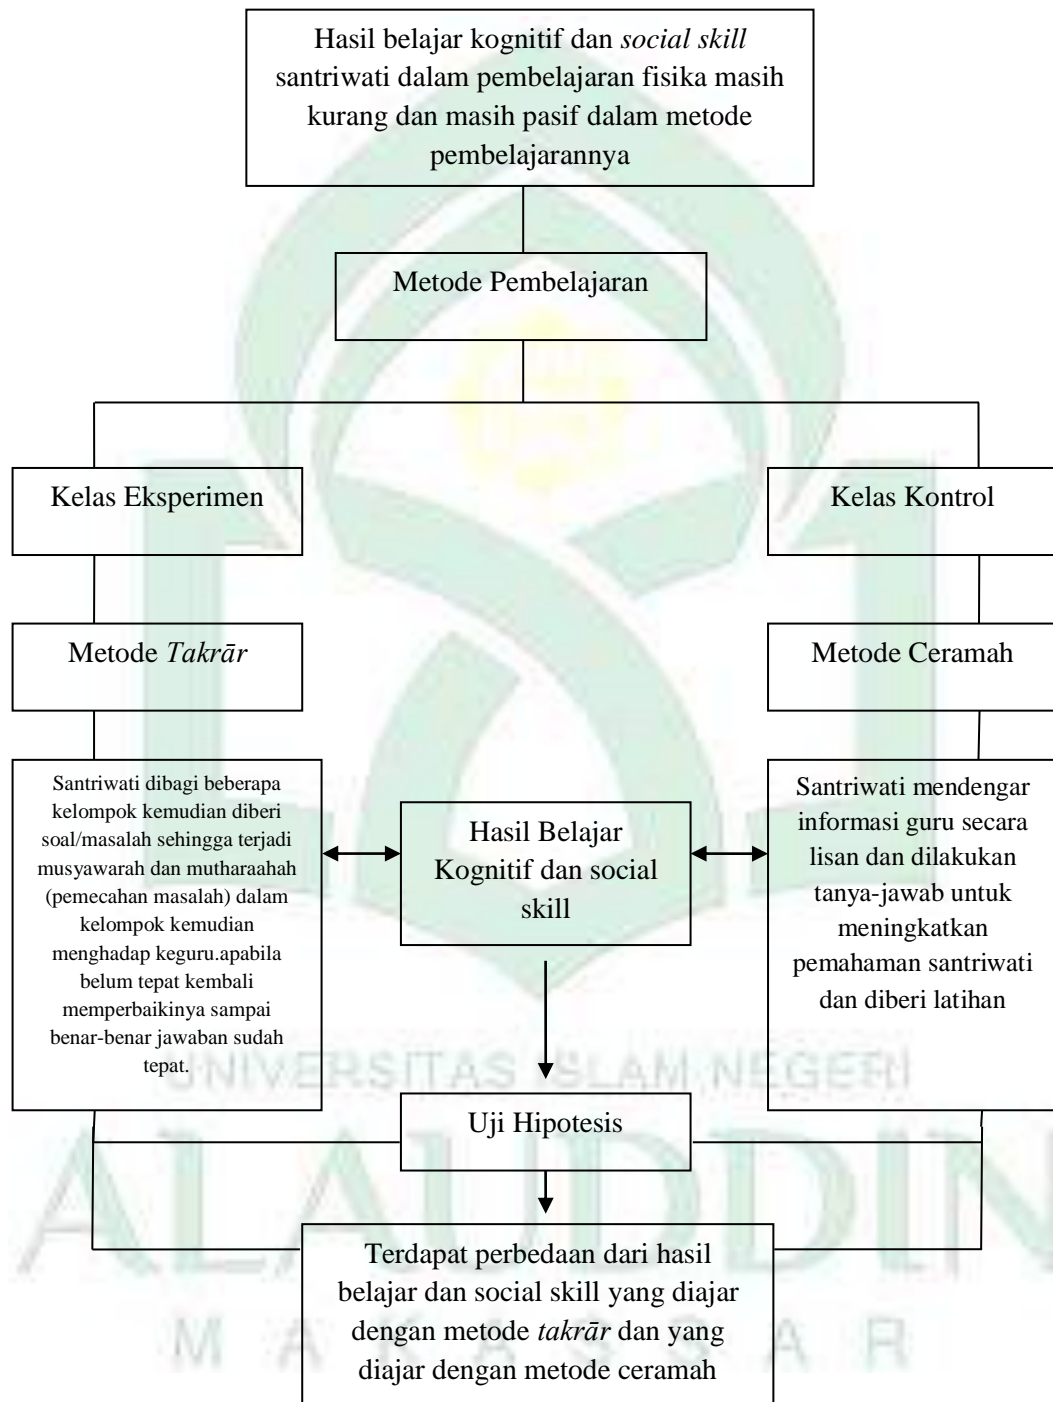 Hasil belajar kognitif dan social skill
santriwati dalam pembelajaran fisika masih
kurang dan masih pasif dalam metode
pembelajarannya
Metode Pembelajaran
Kelas Eksperimen
Kelas Kontrol
Metode Takrār
Metode Ceramah
Santriwati dibagi beberapa
kelompok kemudian diberi
soal/masalah sehingga terjadi
musyawarah dan mutharaahah
(pemecahan masalah) dalam
kelompok kemudian
menghadap keguru.apabila
belum tepat kembali
memperbaikinya sampai
benar-benar jawaban sudah
tepat.
Hasil Belajar
Kognitif dan social
skill
Santriwati mendengar
informasi guru secara
lisan dan dilakukan
tanya-jawab untuk
meningkatkan
pemahaman santriwati
dan diberi latihan
UNIVERSITAS ISLAM NEGERI
Uji Hipotesis
ALAUDDIN
Terdapat perbedaan dari hasil
belajar dan social skill yang diajar
dengan metode takrār dan yang
diajar dengan metode ceramah
MAKASSAR